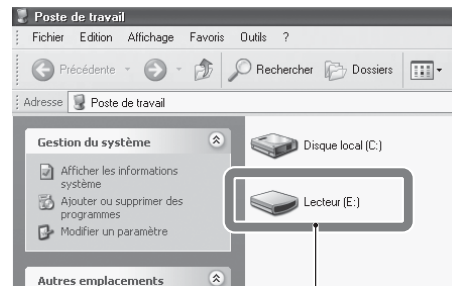 Poste de travail
Fichier Edition Affichage Favoris Outils ?
Précédente Rechercher Dossiers
Adresse Poste de travail
Gestion du système
Afficher les informations
système
Ajouter ou supprimer des
programmes
Modifier un paramètre
Autres emplacements
Disque local (C:)
Lecteur (E:)